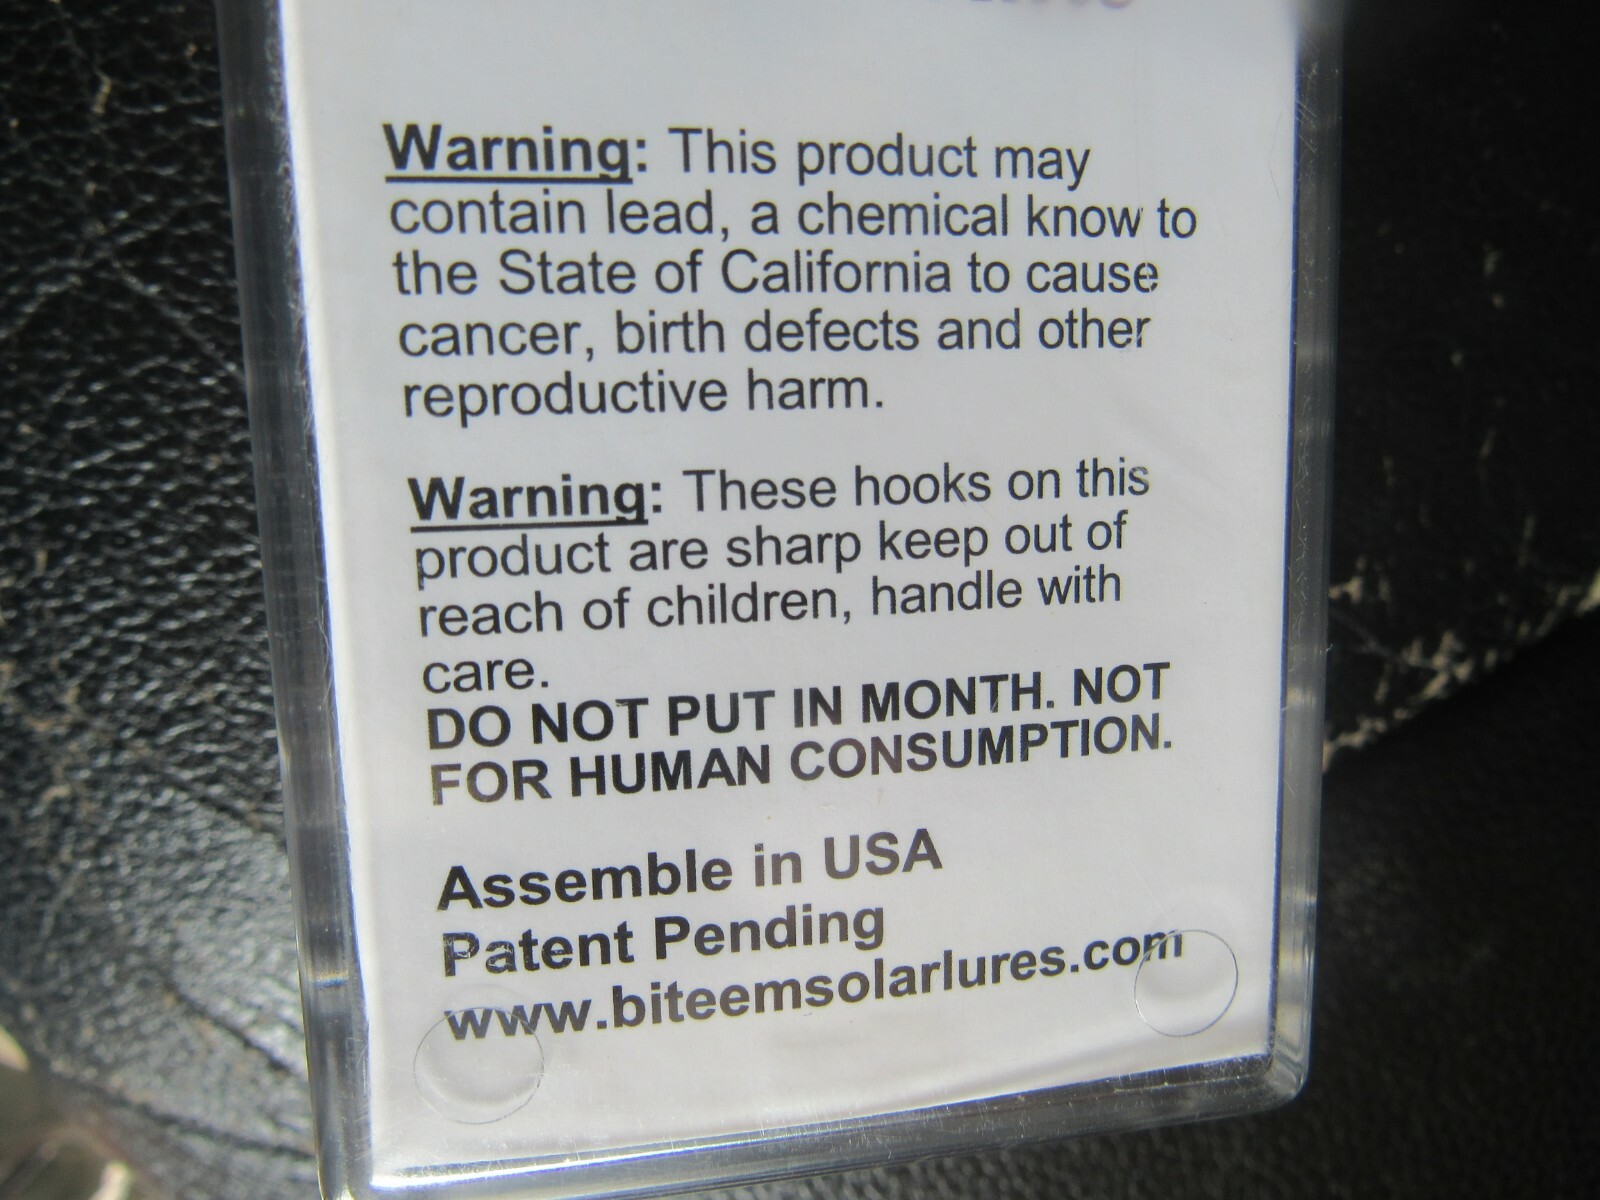 Warning: This product may
contain lead, a chemical know to
the State of California to cause
cancer, birth defects and other
reproductive harm.
Warning: These hooks on this
product are sharp keep out of
reach of children, handle with
care.
DO NOT PUT IN MONTH. NOT
FOR HUMAN CONSUMPTION.
Assemble in USA
Patent Pending
www.biteemsolarlures.com